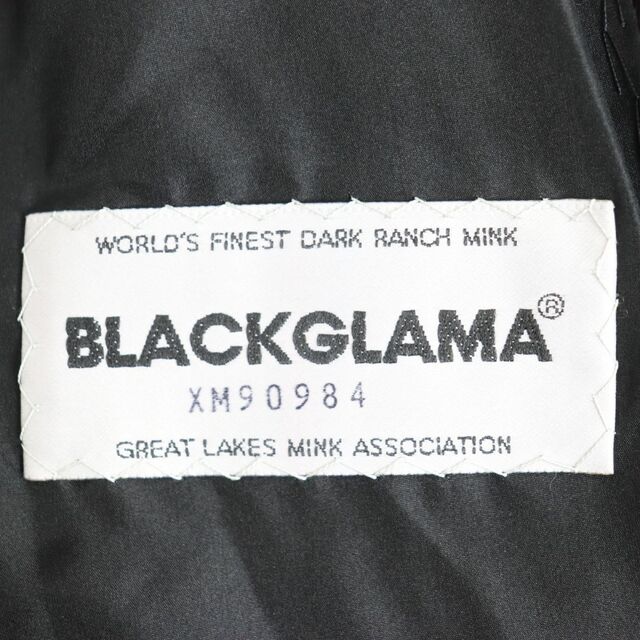 WORLD'S FINEST DARK RANCH MINK
BLACKGLAMA®
XM90984
GREAT LAKES MINK ASSOCIATION